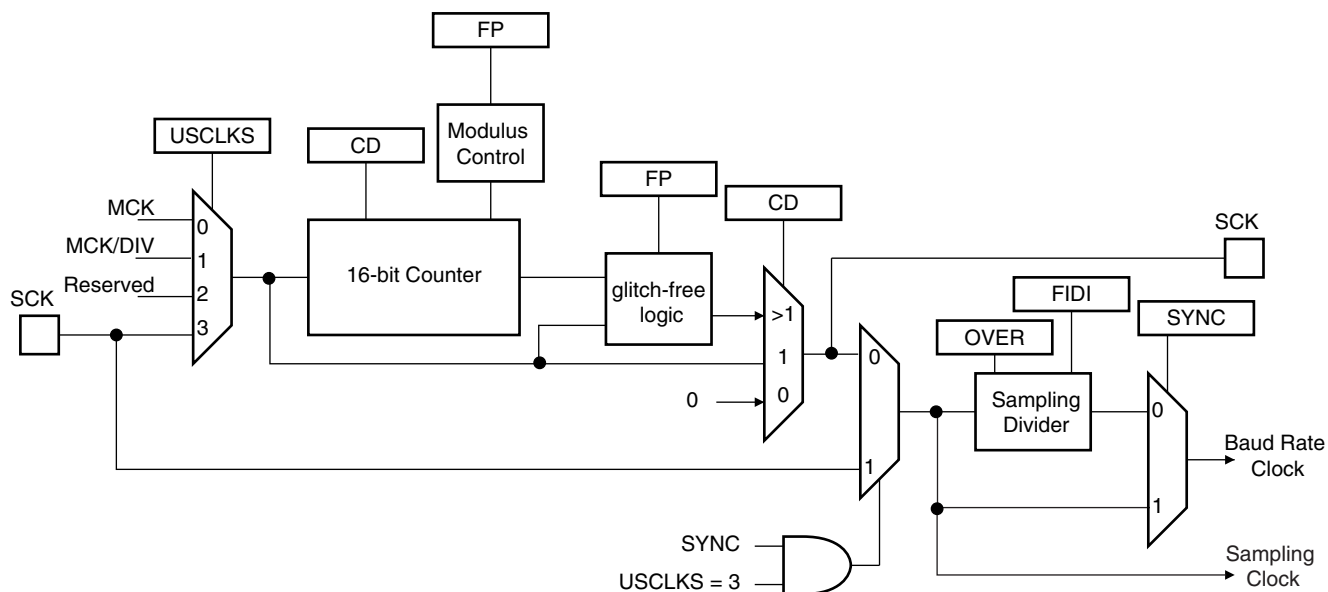 FP
USCLKS
CD
Modulus
Control
FP
CD
MCK
0
MCK/DIV
1
Reserved
2
SCK
3
16-bit Counter
glitch-free
logic
>1
1
0
0
SCK
FIDI
OVER
SYNC
0
1
Sampling
Divider
0
1
Baud Rate
Clock
SYNC
USCLKS = 3
Sampling
Clock